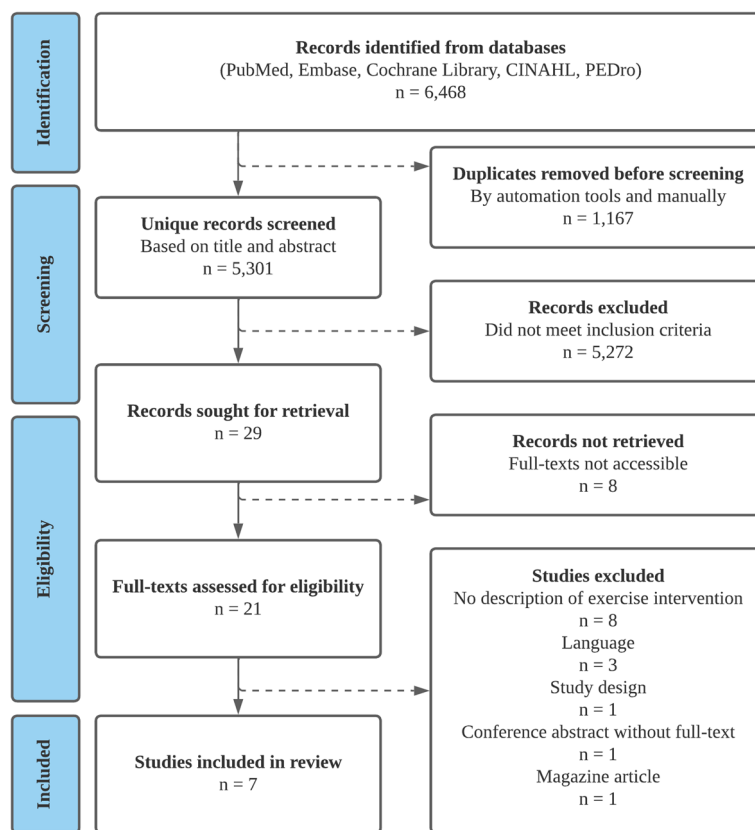 Identification
Records identified from databases
(PubMed, Embase, Cochrane Library, CINAHL, PEDro)
n = 6,468
Duplicates removed before screening
By automation tools and manually
n = 1,167
Screening
Unique records screened
Based on title and abstract
n = 5,301
Records excluded
Did not meet inclusion criteria
n = 5,272
Records sought for retrieval
n = 29
Records not retrieved
Full-texts not accessible
n = 8
Eligibility
Full-texts assessed for eligibility
n = 21
Studies excluded
No description of exercise intervention
n = 8
Language
n = 3
Study design
n = 1
Conference abstract without full-text
n = 1
Magazine article
n = 1
Included
Studies included in review
n = 7